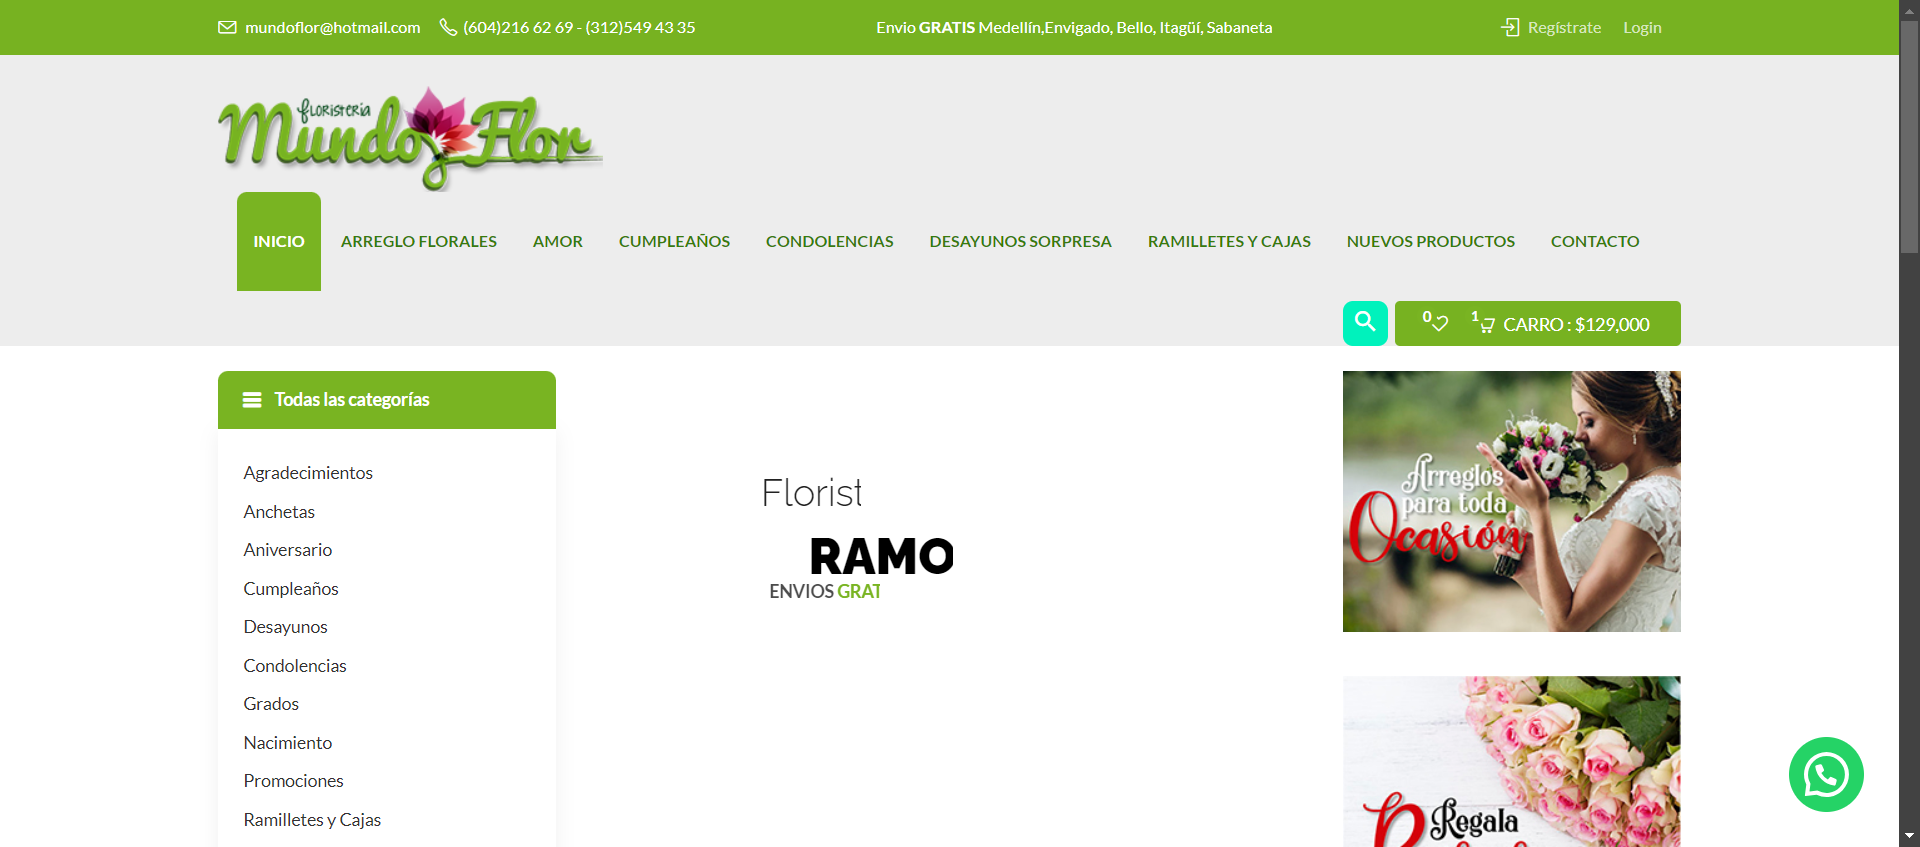 mundoflor@hotmail.com (604)216 62 69 - (312)549 43 35 Envio GRATIS Medellín,Envigado, Bello, Itagüí, Sabaneta Regístrate Login
Floristería
Mundo Flor
INICIO ARREGLO FLORALES AMOR CUMPLEAÑOS CONDOLENCIAS DESAYUNOS SORPRESA RAMILLETES Y CAJAS NUEVOS PRODUCTOS CONTACTO
0 1 CARRO : $129,000
Todas las categorías
Agradecimientos
Anchetas
Aniversario
Cumpleaños
Desayunos
Condolencias
Grados
Nacimiento
Promociones
Ramilletes y Cajas
Florist
RAMO
ENVIOS GRAT
Arreglos
para toda
Ocasión
Regala